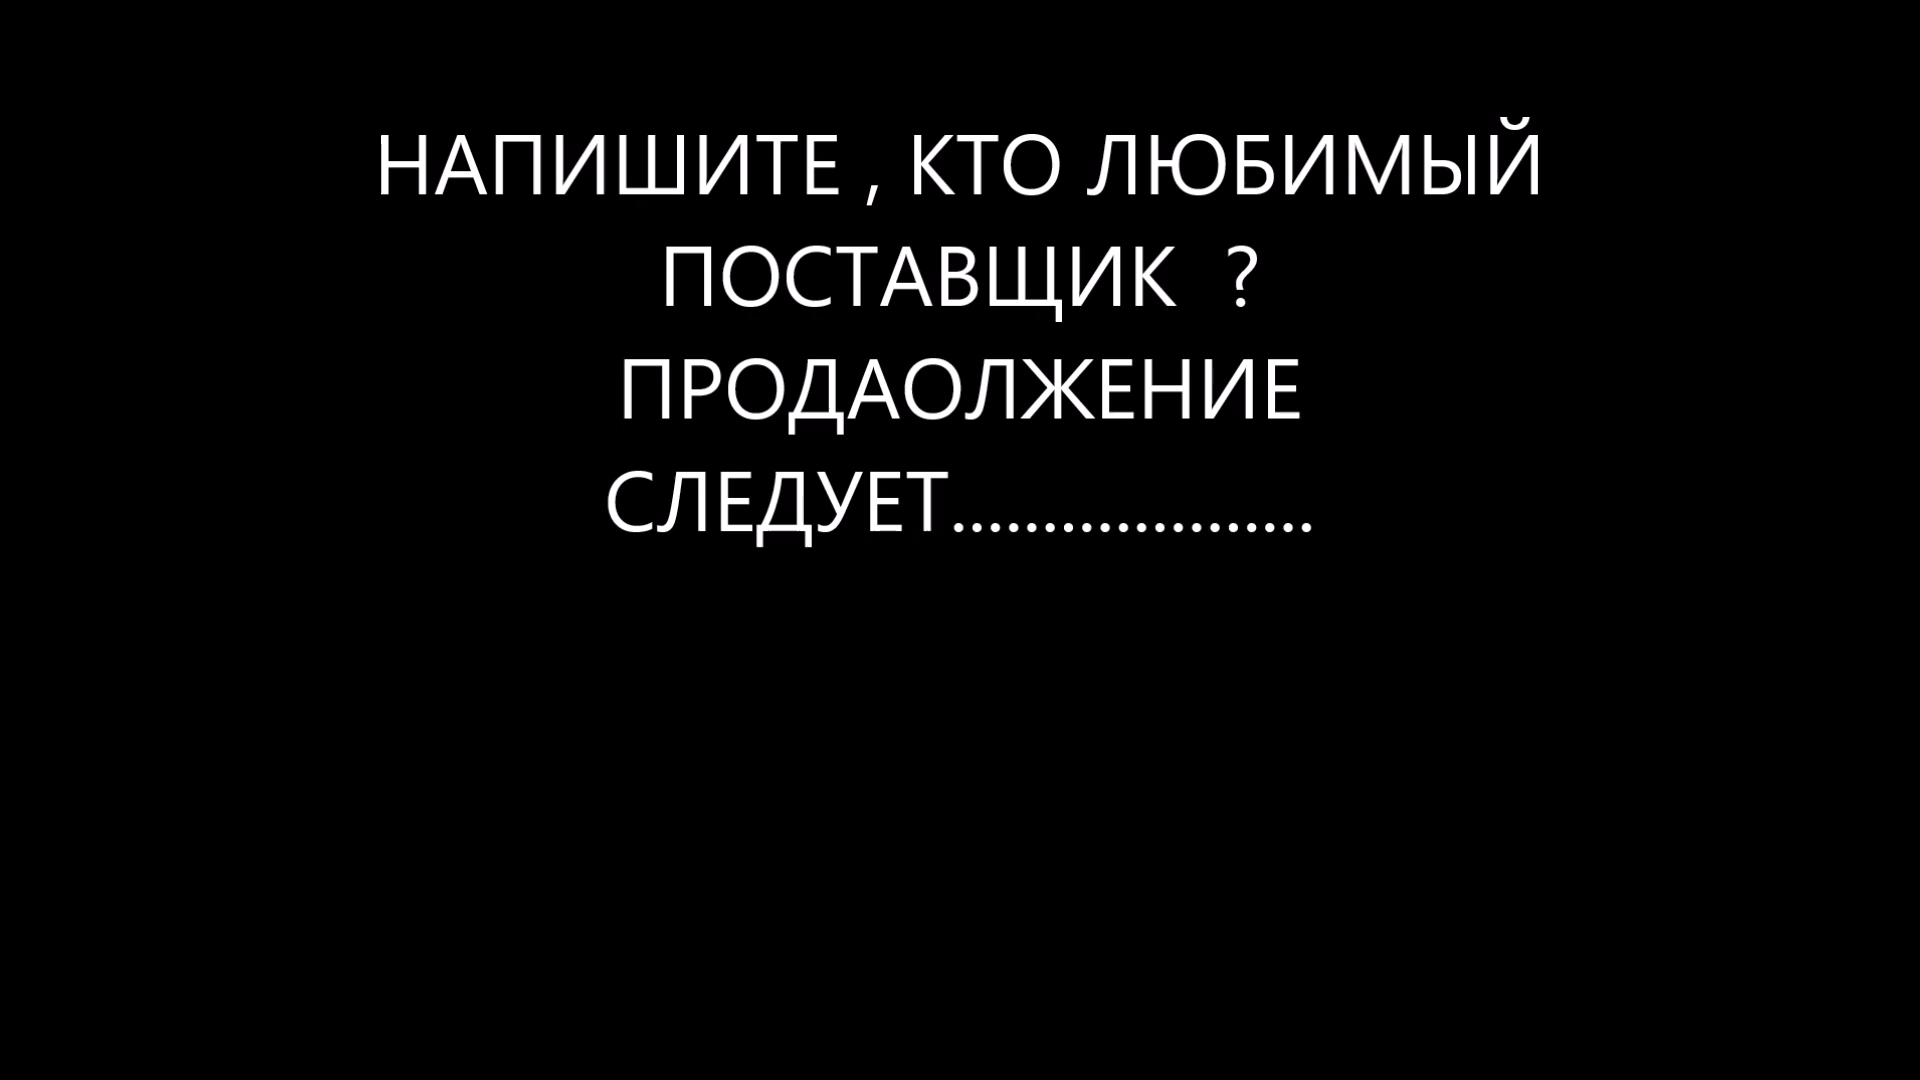 НАПИШИТЕ , КТО ЛЮБИМЫЙ
ПОСТАВЩИК  ?
ПРОДАОЛЖЕНИЕ
СЛЕДУЕТ....................